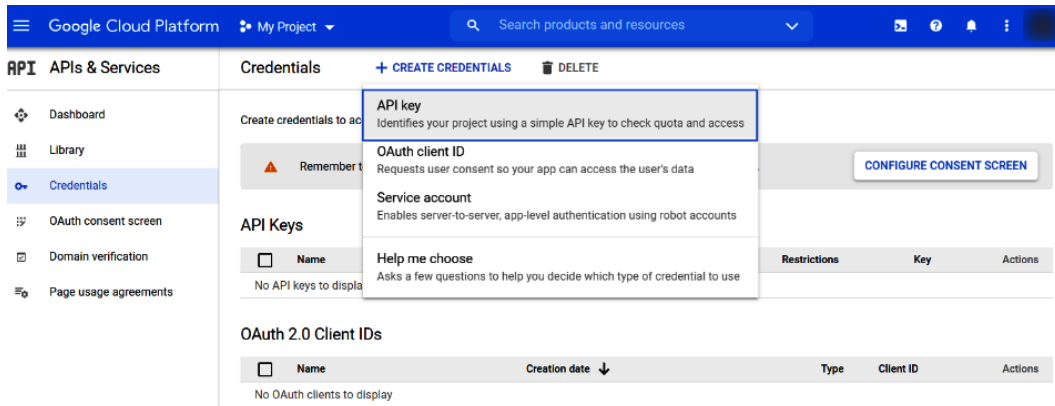 Google Cloud Platform My Project Search products and resources
API APIs & Services
Credentials + CREATE CREDENTIALS DELETE
Dashboard
Library
Credentials
OAuth consent screen
Domain verification
Page usage agreements
Create credentials to ac
API key
Identifies your project using a simple API key to check quota and access
OAuth client ID
Requests user consent so your app can access the user's data
Service account
Enables server-to-server, app-level authentication using robot accounts
Help me choose
Asks a few questions to help you decide which type of credential to use
Remember t
CONFIGURE CONSENT SCREEN
API Keys
Name Restrictions Key Actions
No API keys to displa
OAuth 2.0 Client IDs
Name Creation date Type Client ID Actions
No OAuth clients to display